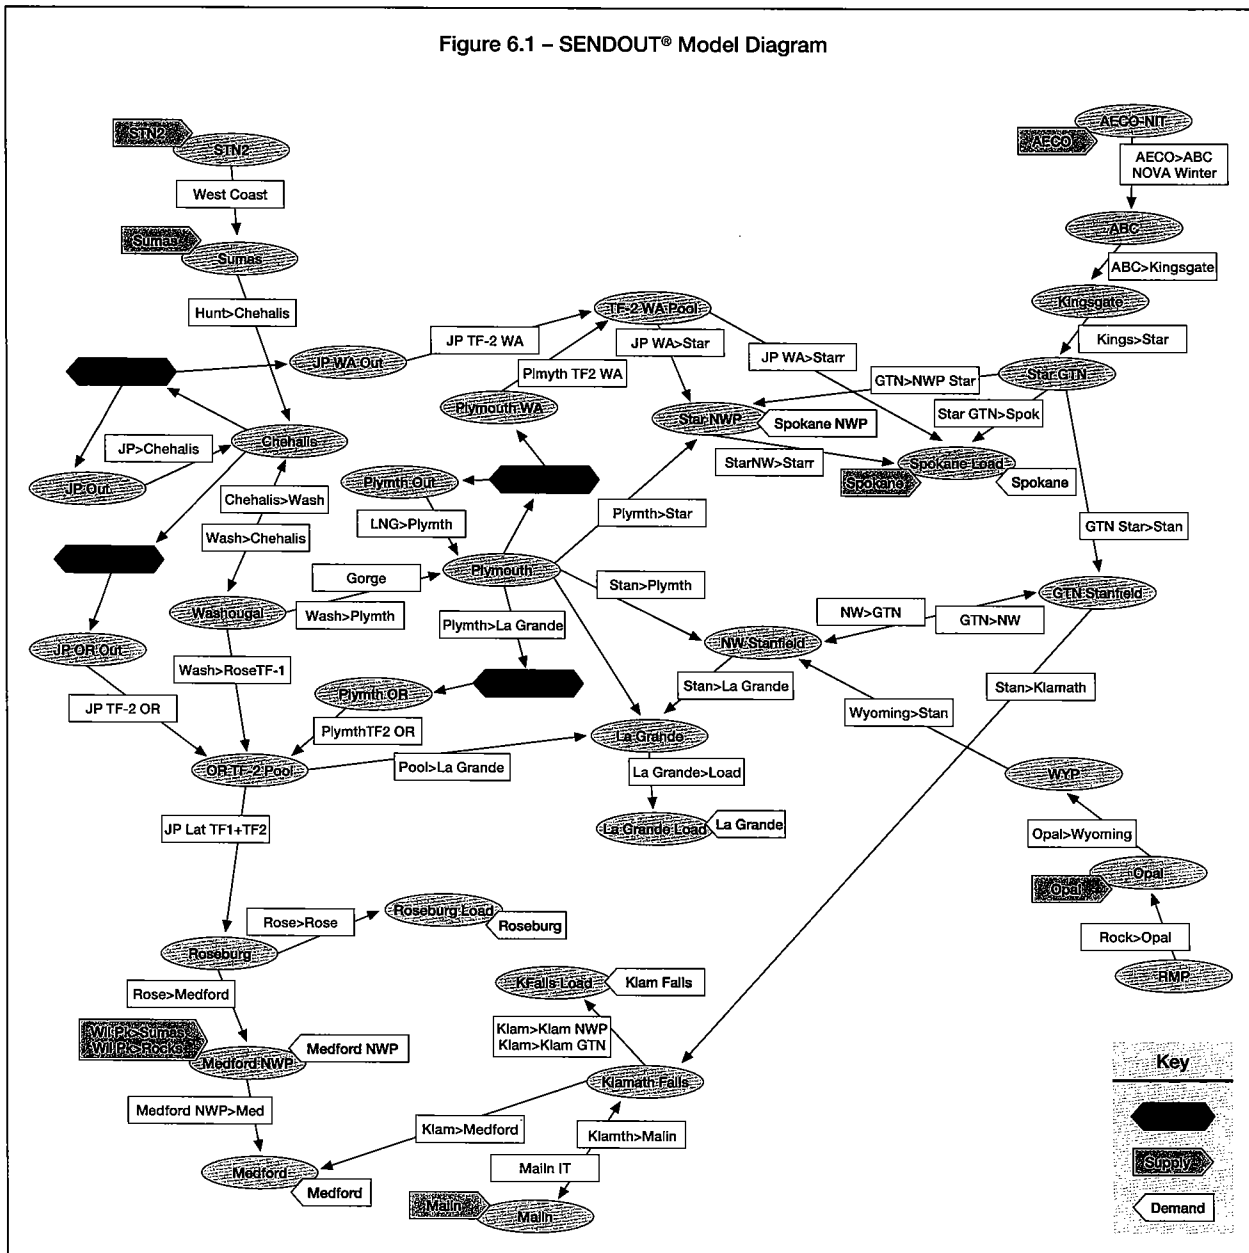 Figure 6.1 – SENDOUT® Model Diagram
STN2
STN2
West Coast
Sumas
Sumas
Hunt>Chehalis
AECO-NIT
AECO
AECO>ABC
NOVA Winter
ABC
ABC>Kingsgate
Kingsgate
Kings>Star
TF-2 WA Pool
JP TF-2 WA
JP WA Out
JP WA>Star
JP WA>Starr
Plmyth TF2 WA
Plymouth WA
GTN>NWP Star
Star GTN
Star GTN>Spok
Star NWP
Spokane NWP
StarNW>Starr
Spokane Load
Spokane
Spokane
Chehalis
JP>Chehalis
JP Out
Plymth Out
Chehalis>Wash
LNG>Plymth
Wash>Chehalis
Plymth>Star
GTN Star>Stan
Plymouth
Gorge
Stan>Plymth
Washougal
Wash>Plymth
Plymth>La Grande
NW>GTN
GTN>NW
GTN Stanfield
NW Stanfield
JP OR Out
Wash>RoseTF-1
Plymth OR
Stan>La Grande
Stan>Klamath
JP TF-2 OR
PlymthTF2 OR
Wyoming>Stan
La Grande
OR TF-2 Pool
Pool>La Grande
La Grande>Load
WYP
La Grande Load
La Grande
JP Lat TF1+TF2
Opal>Wyoming
Opal
Opal
Roseburg Load
Rose>Rose
Roseburg
Roseburg
Rock>Opal
RMP
Rose>Medford
KFalls Load
Klam Falls
Wil Pk>Sumas
Wil Pk>Rocks
Medford NWP
Medford NWP
Klam>Klam NWP
Klam>Klam GTN
Klamath Falls
Medford NWP>Med
Klam>Medford
Klamth>Malin
Malin IT
Medford
Medford
Malin
Malin
Key
Supply
Demand